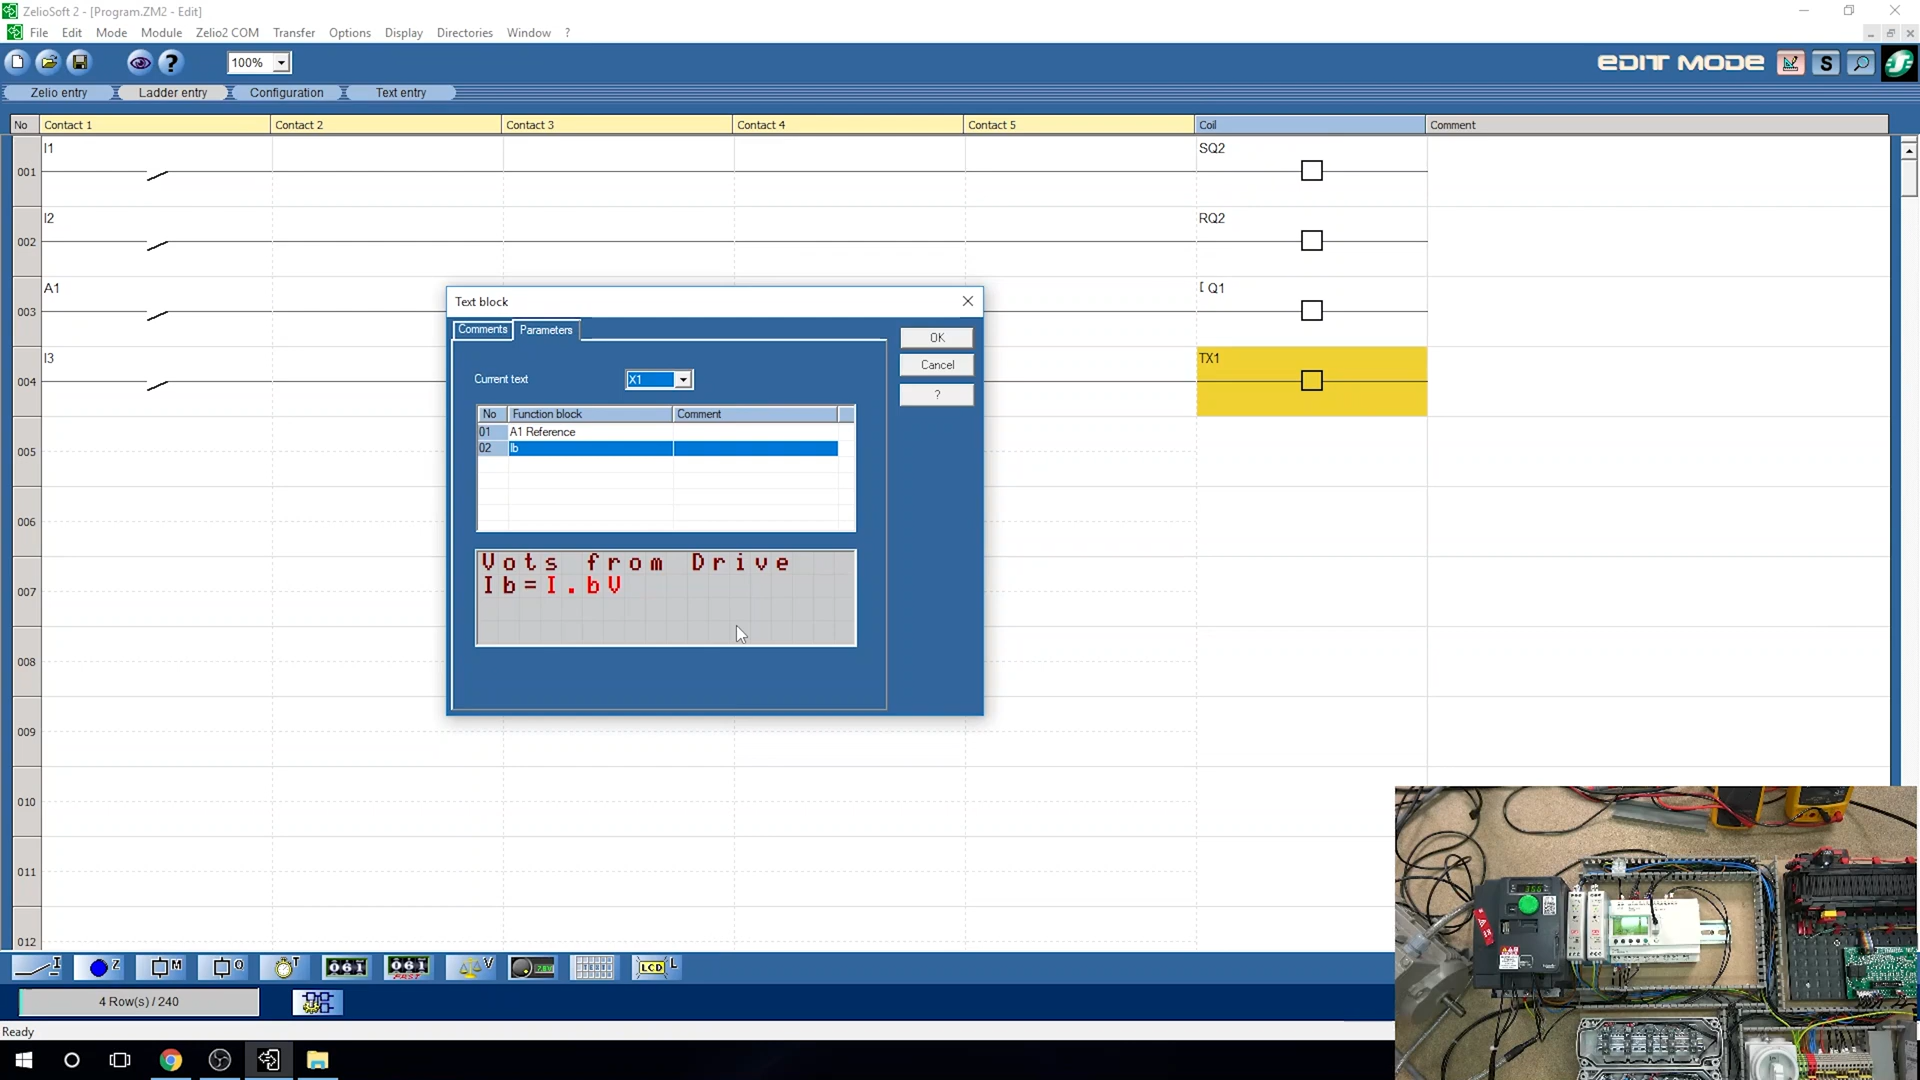 ZelioSoft 2 - [Program.ZM2 - Edit]
File Edit Mode Module Zelio2 COM Transfer Options Display Directories Window ?
100% EDIT MODE S
Zelio entry Ladder entry Configuration Text entry
No Contact 1 Contact 2 Contact 3 Contact 4 Contact 5 Coil Comment
I1 SQ2
001
I2 RQ2
002
A1 [ Q1
003
I3 TX1
004
005
006
007
008
009
010
011
012
Text block
Comments Parameters
OK
Cancel
?
Current text X1
No Function block Comment
01 A1 Reference
02 Ib
Vots from Drive
Ib=I.bV
I Z M Q T 061 061 FAST V LCD L
4 Row(s) / 240
Ready